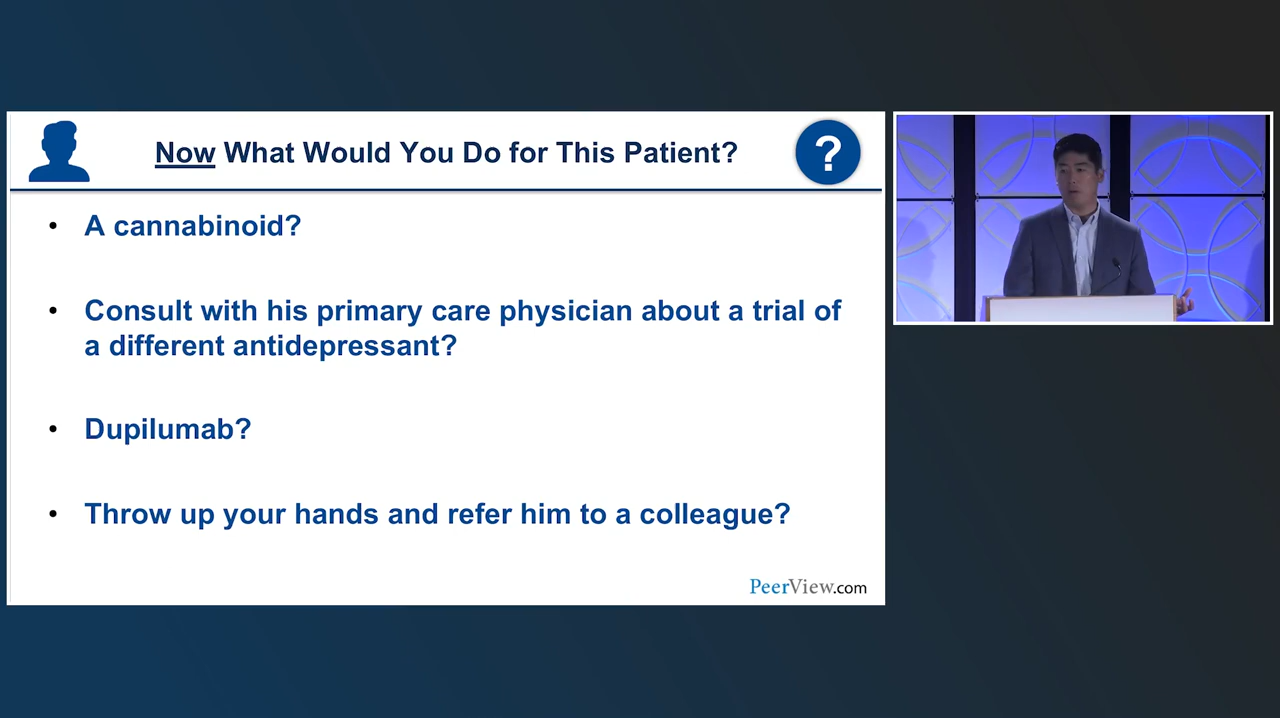 Now What Would You Do for This Patient?
?
• A cannabinoid?
• Consult with his primary care physician about a trial of
a different antidepressant?
• Dupilumab?
• Throw up your hands and refer him to a colleague?
PeerView.com